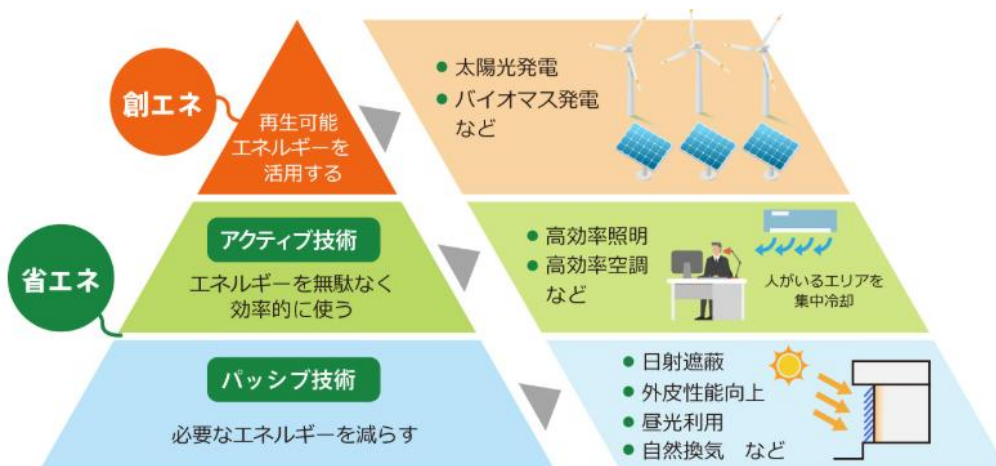 創エネ
再生可能
エネルギーを
活用する
● 太陽光発電
● バイオマス発電
など
省エネ
アクティブ技術
エネルギーを無駄なく
効率的に使う
● 高効率照明
● 高効率空調
など
人がいるエリアを
集中冷却
パッシブ技術
必要なエネルギーを減らす
● 日射遮蔽
● 外皮性能向上
● 昼光利用
● 自然換気 など